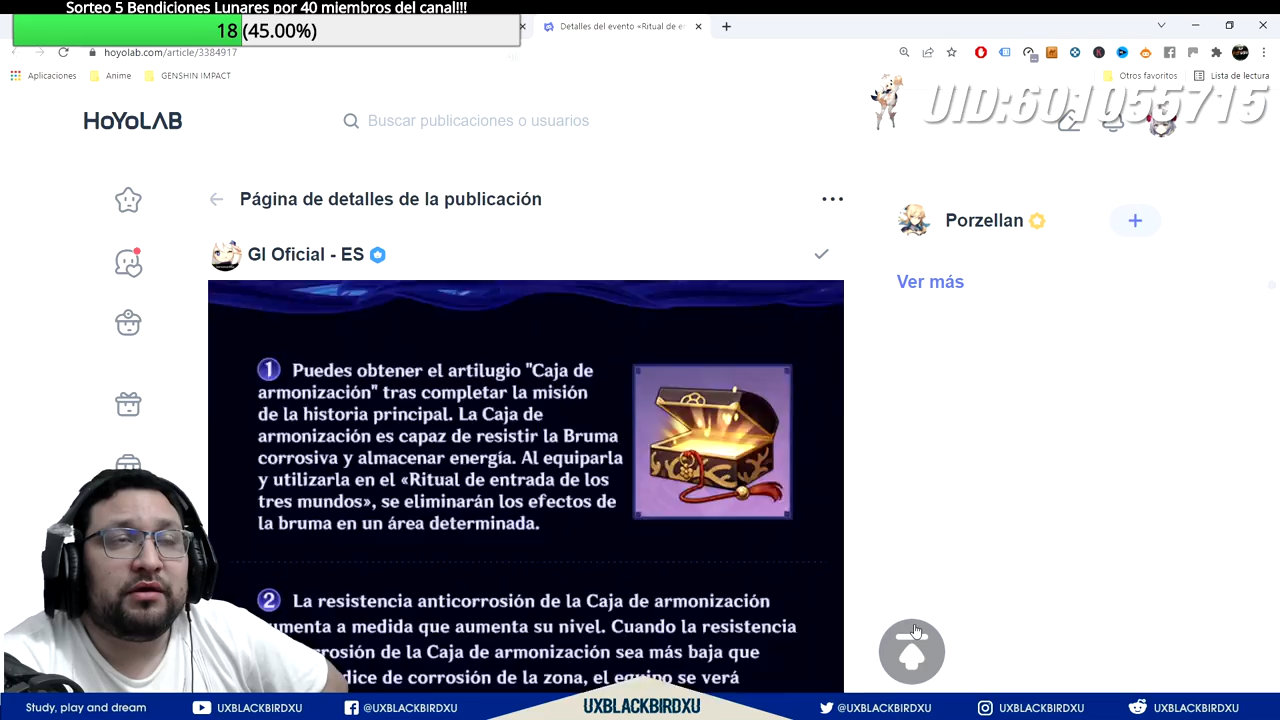 Sorteo 5 Bendiciones Lunares por 40 miembros del canal!!!
18 (45.00%)
Detalles del evento «Ritual de e
hoyolab.com/article/3384917
Aplicaciones
Anime
GENSHIN IMPACT
Otros favoritos
Lista de lectura
UID:601055715
HoYoLAB
Buscar publicaciones o usuarios
Página de detalles de la publicación
GI Oficial - ES
Porzellan
Ver más
1 Puedes obtener el artilugio "Caja de
armonización" tras completar la misión
de la historia principal. La Caja de
armonización es capaz de resistir la Bruma
corrosiva y almacenar energía. Al equiparla
y utilizarla en el «Ritual de entrada de los
tres mundos», se eliminarán los efectos de
la bruma en un área determinada.
2 La resistencia anticorrosión de la Caja de armonización
umenta a medida que aumenta su nivel. Cuando la resistencia
rrosión de la Caja de armonización sea más baja que
dice de corrosión de la zona, el equipo se verá
Study, play and dream
UXBLACKBIRDXU
@UXBLACKBIRDXU
UXBLACKBIRDXU
@UXBLACKBIRDXU
UXBLACKBIRDXU
UXBLACKBIRDXU